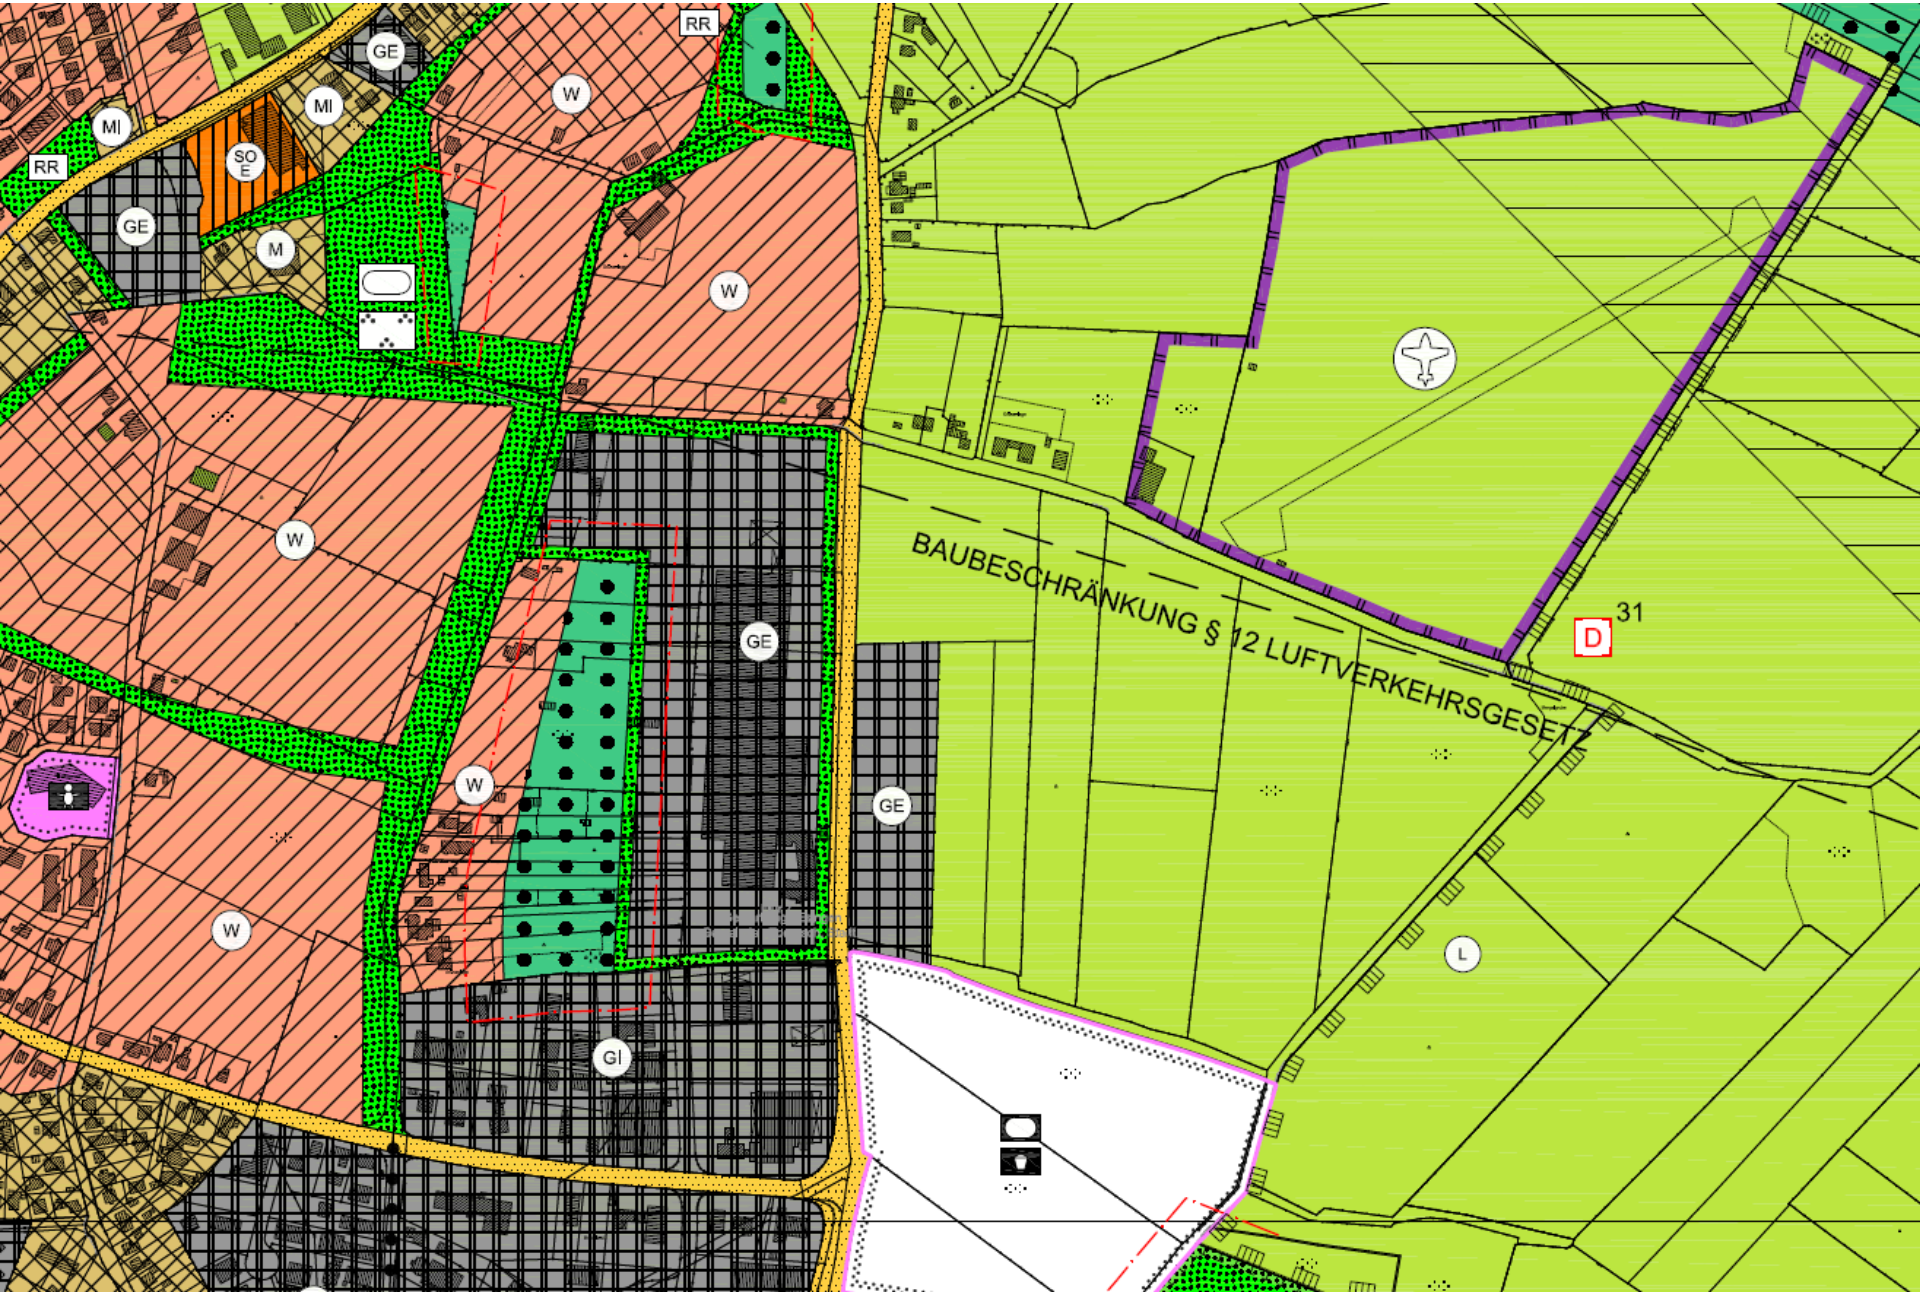 RR
GE
MI
W
MI
SO
E
RR
GE
M
W
W
BAUBESCHRÄNKUNG § 12 LUFTVERKEHRSGESETZ
31
D
GE
W
GE
L
W
GI